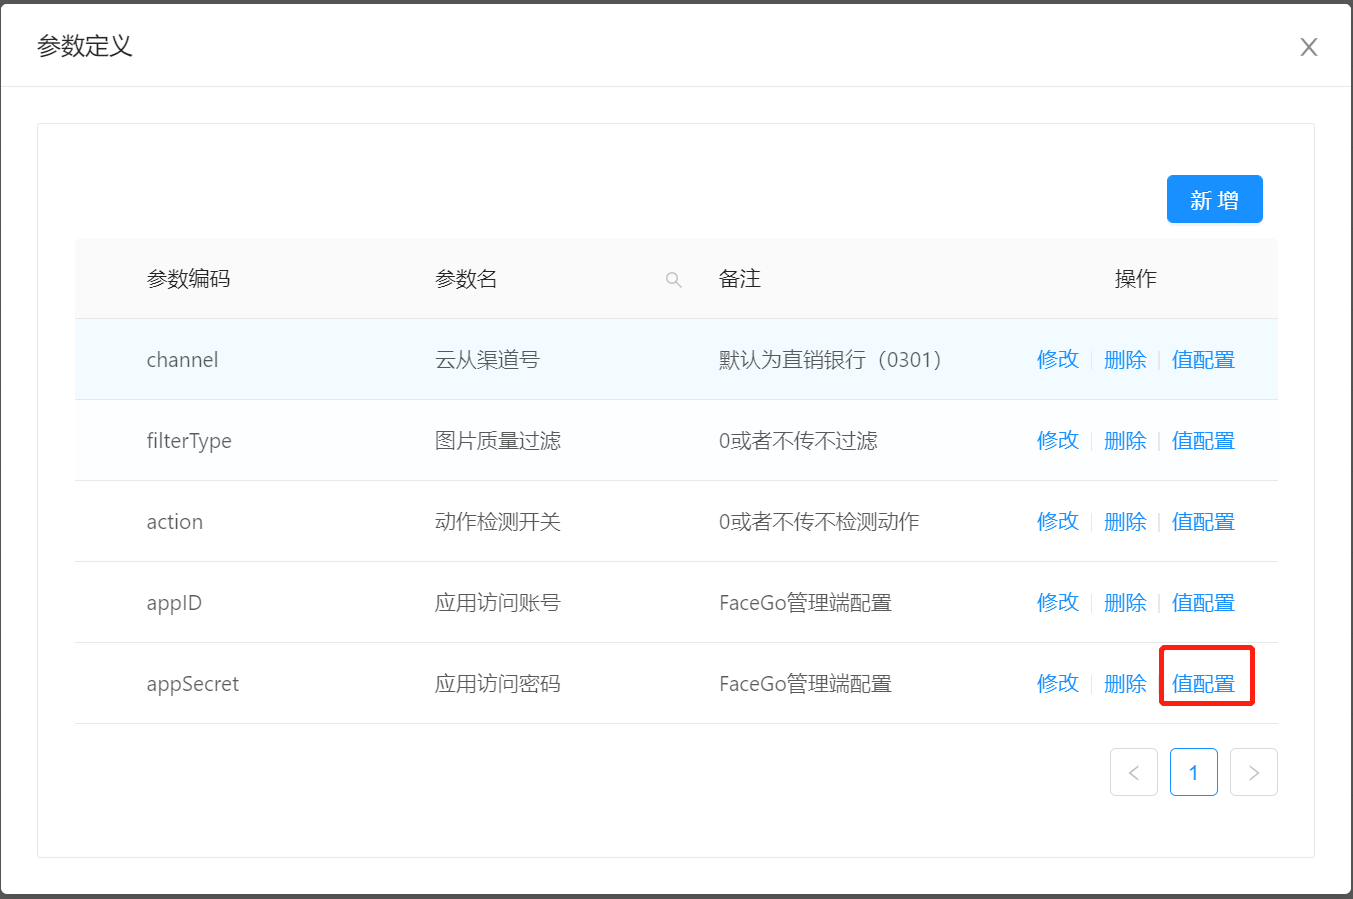 参数定义
新 增
参数编码 参数名 备注 操作
channel 云从渠道号 默认为直销银行（0301） 修改 删除 值配置
filterType 图片质量过滤 0或者不传不过滤 修改 删除 值配置
action 动作检测开关 0或者不传不检测动作 修改 删除 值配置
appID 应用访问账号 FaceGo管理端配置 修改 删除 值配置
appSecret 应用访问密码 FaceGo管理端配置 修改 删除 值配置
1